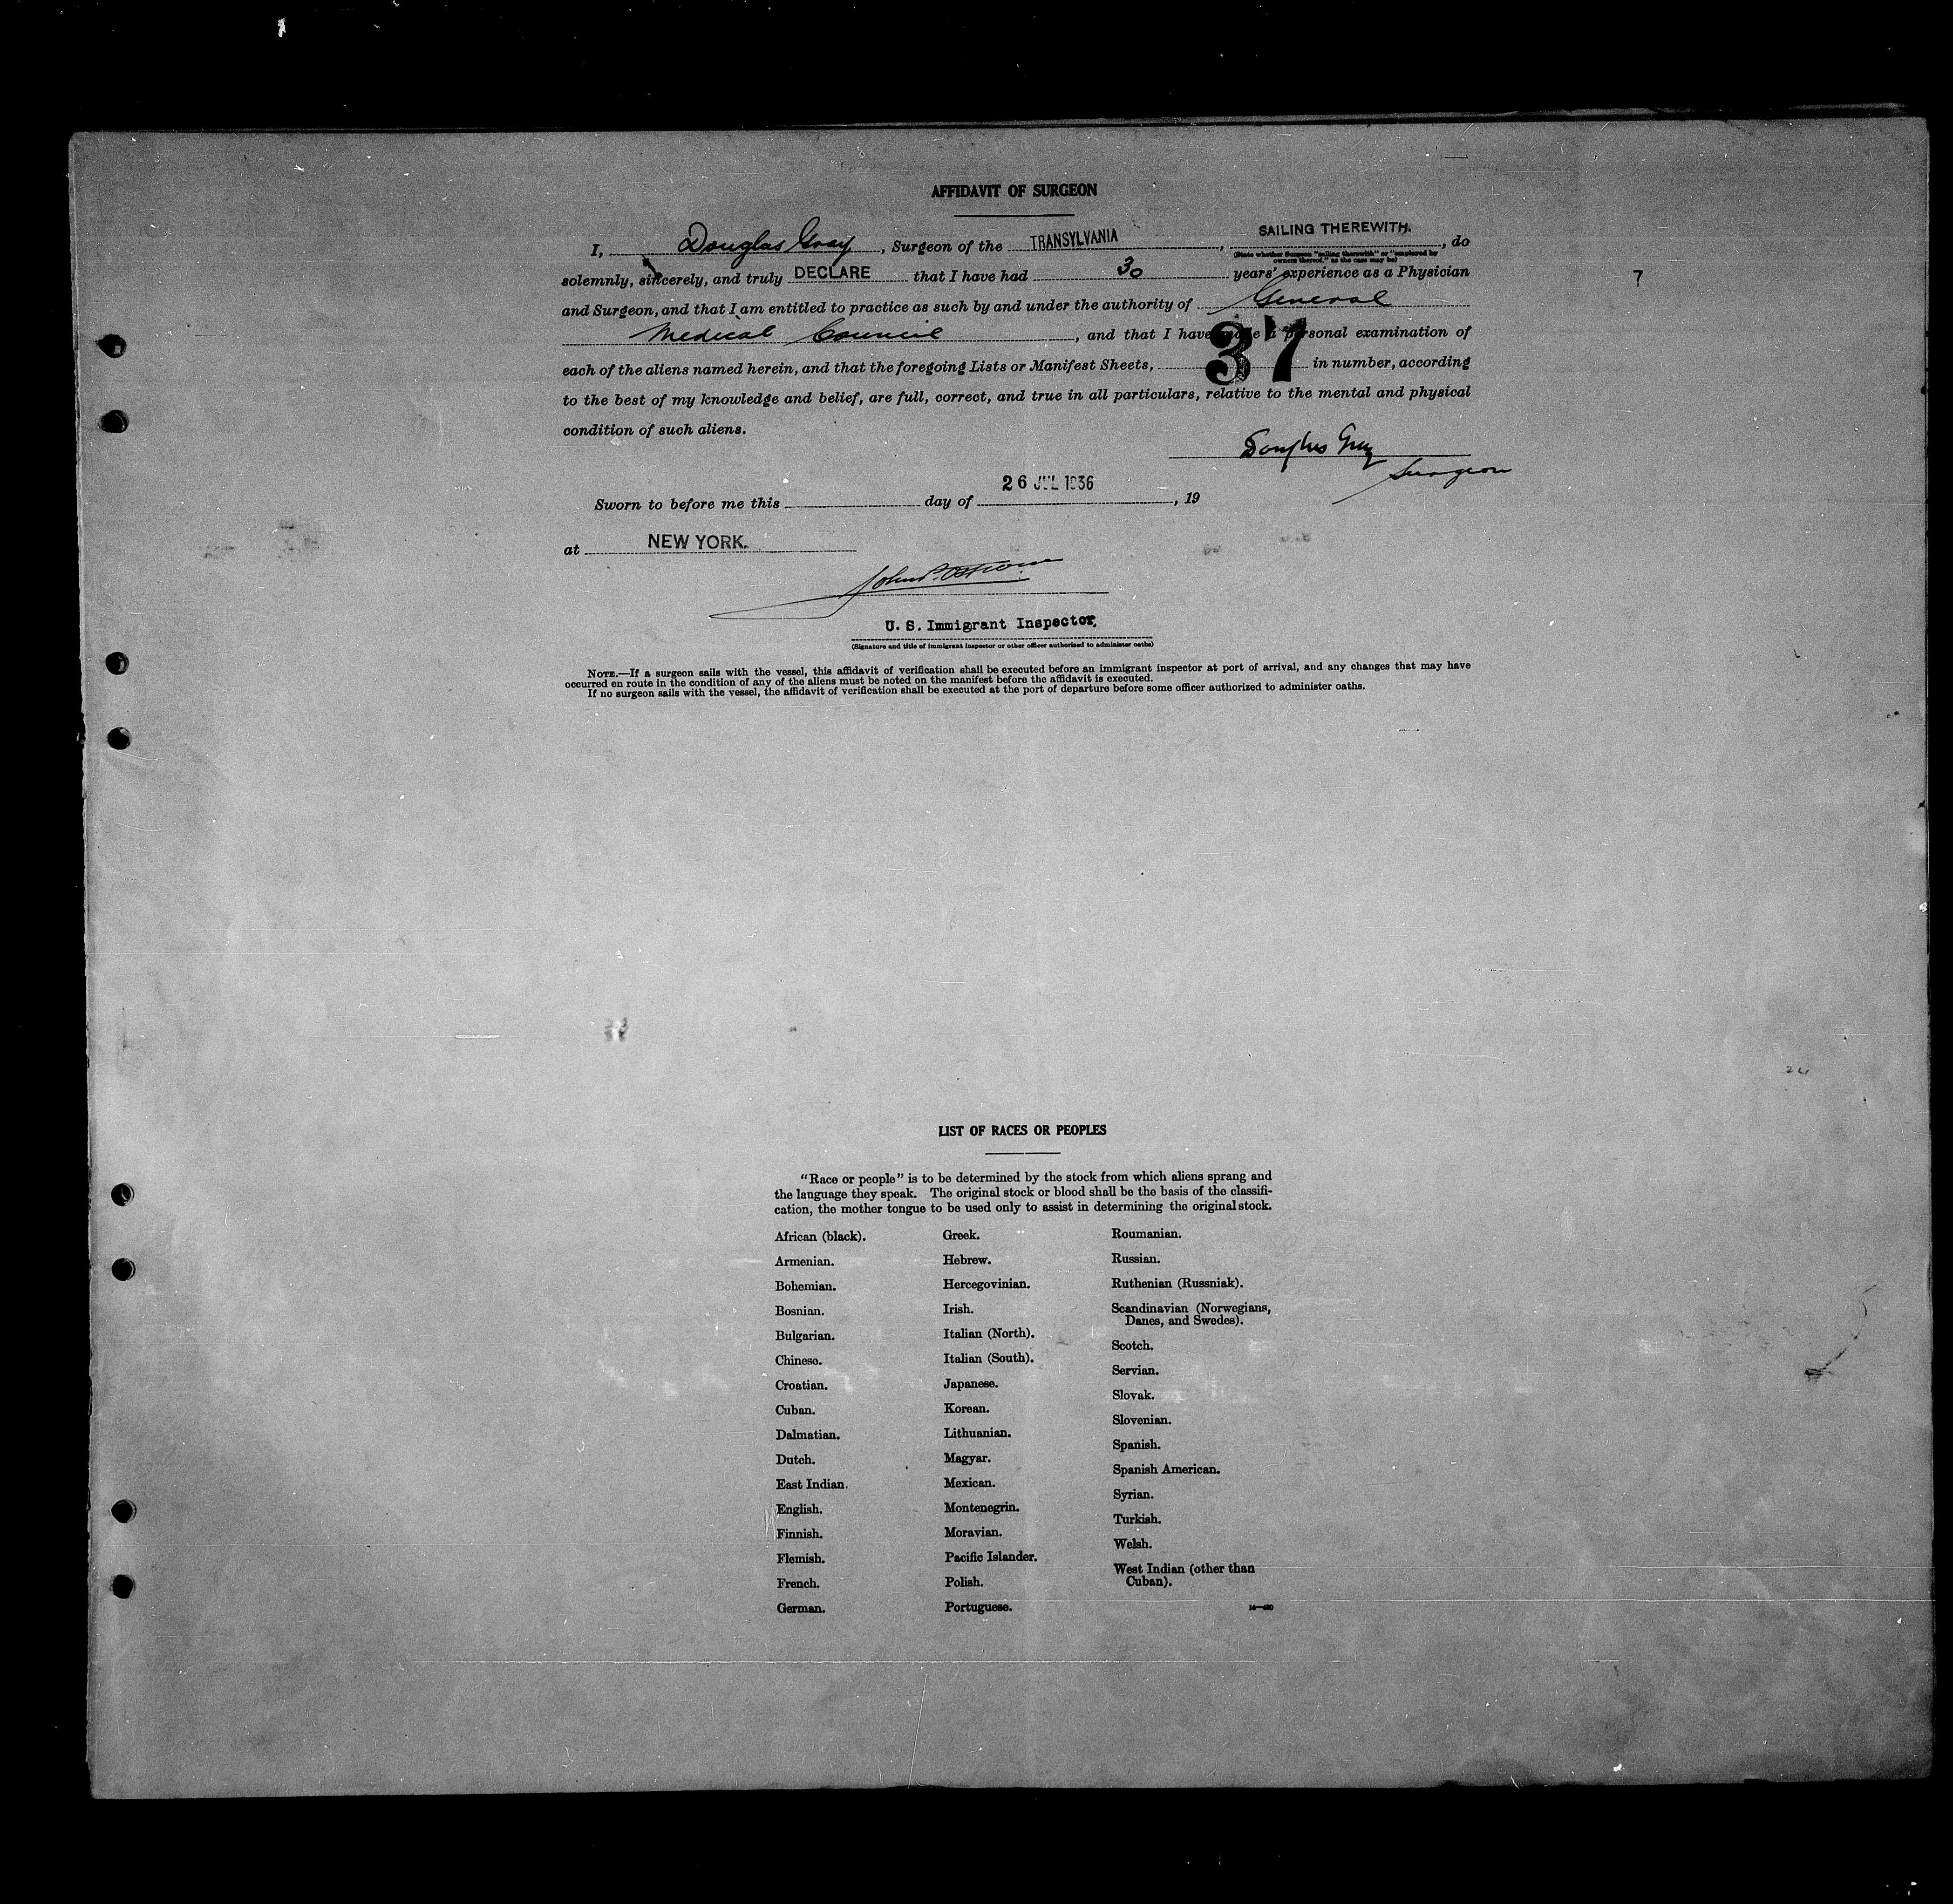 AFFIDAVIT OF SURGEON
I, Douglas Gray, Surgeon of the TRANSYLVANIA, SAILING THEREWITH., do
(State whether Surgeon "sailing therewith" or "employed by
owners thereof," as the case may be)
solemnly, sincerely, and truly DECLARE that I have had 30 years' experience as a Physician
7
and Surgeon, and that I am entitled to practice as such by and under the authority of General
Medical Council, and that I have made a personal examination of
each of the aliens named herein, and that the foregoing Lists or Manifest Sheets, 37 in number, according
to the best of my knowledge and belief, are full, correct, and true in all particulars, relative to the mental and physical
condition of such aliens.
Douglas Gray
Surgeon
Sworn to before me this day of 26 JUL 1936, 19
at NEW YORK.
U. S. Immigrant Inspector.
(Signature and title of immigrant inspector or other officer authorized to administer oaths)
NOTE.—If a surgeon sails with the vessel, this affidavit of verification shall be executed before an immigrant inspector at port of arrival, and any changes that may have
occurred en route in the condition of any of the aliens must be noted on the manifest before the affidavit is executed.
If no surgeon sails with the vessel, the affidavit of verification shall be executed at the port of departure before some officer authorized to administer oaths.
LIST OF RACES OR PEOPLES
"Race or people" is to be determined by the stock from which aliens sprang and
the language they speak. The original stock or blood shall be the basis of the classifi-
cation, the mother tongue to be used only to assist in determining the original stock.
African (black).
Armenian.
Bohemian.
Bosnian.
Bulgarian.
Chinese.
Croatian.
Cuban.
Dalmatian.
Dutch.
East Indian.
English.
Finnish.
Flemish.
French.
German.
Greek.
Hebrew.
Hercegovinian.
Irish.
Italian (North).
Italian (South).
Japanese.
Korean.
Lithuanian.
Magyar.
Mexican.
Montenegrin.
Moravian.
Pacific Islander.
Polish.
Portuguese.
Roumanian.
Russian.
Ruthenian (Russniak).
Scandinavian (Norwegians,
Danes, and Swedes).
Scotch.
Servian.
Slovak.
Slovenian.
Spanish.
Spanish American.
Syrian.
Turkish.
Welsh.
West Indian (other than
Cuban).